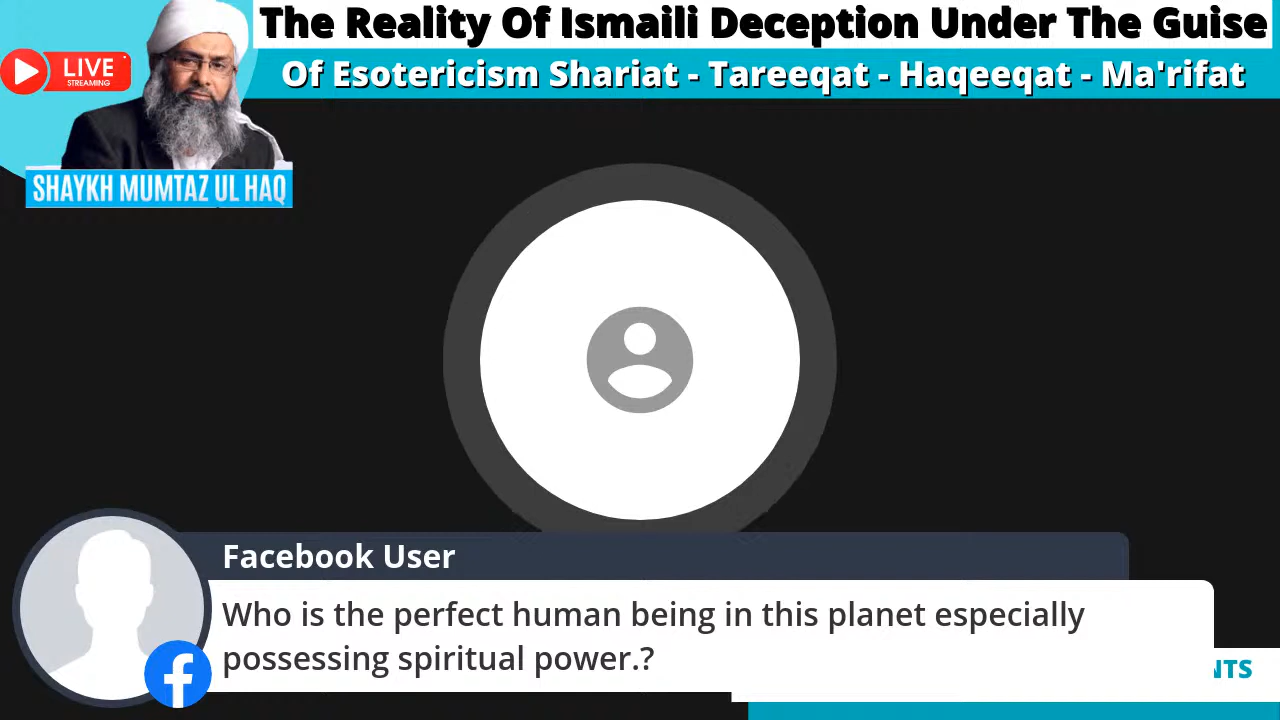 The Reality Of Ismaili Deception Under The Guise
Of Esotericism Shariat - Tareeqat - Haqeeqat - Ma'rifat
LIVE
STREAMING
SHAYKH MUMTAZ UL HAQ
Facebook User
Who is the perfect human being in this planet especially
possessing spiritual power.?
NTS